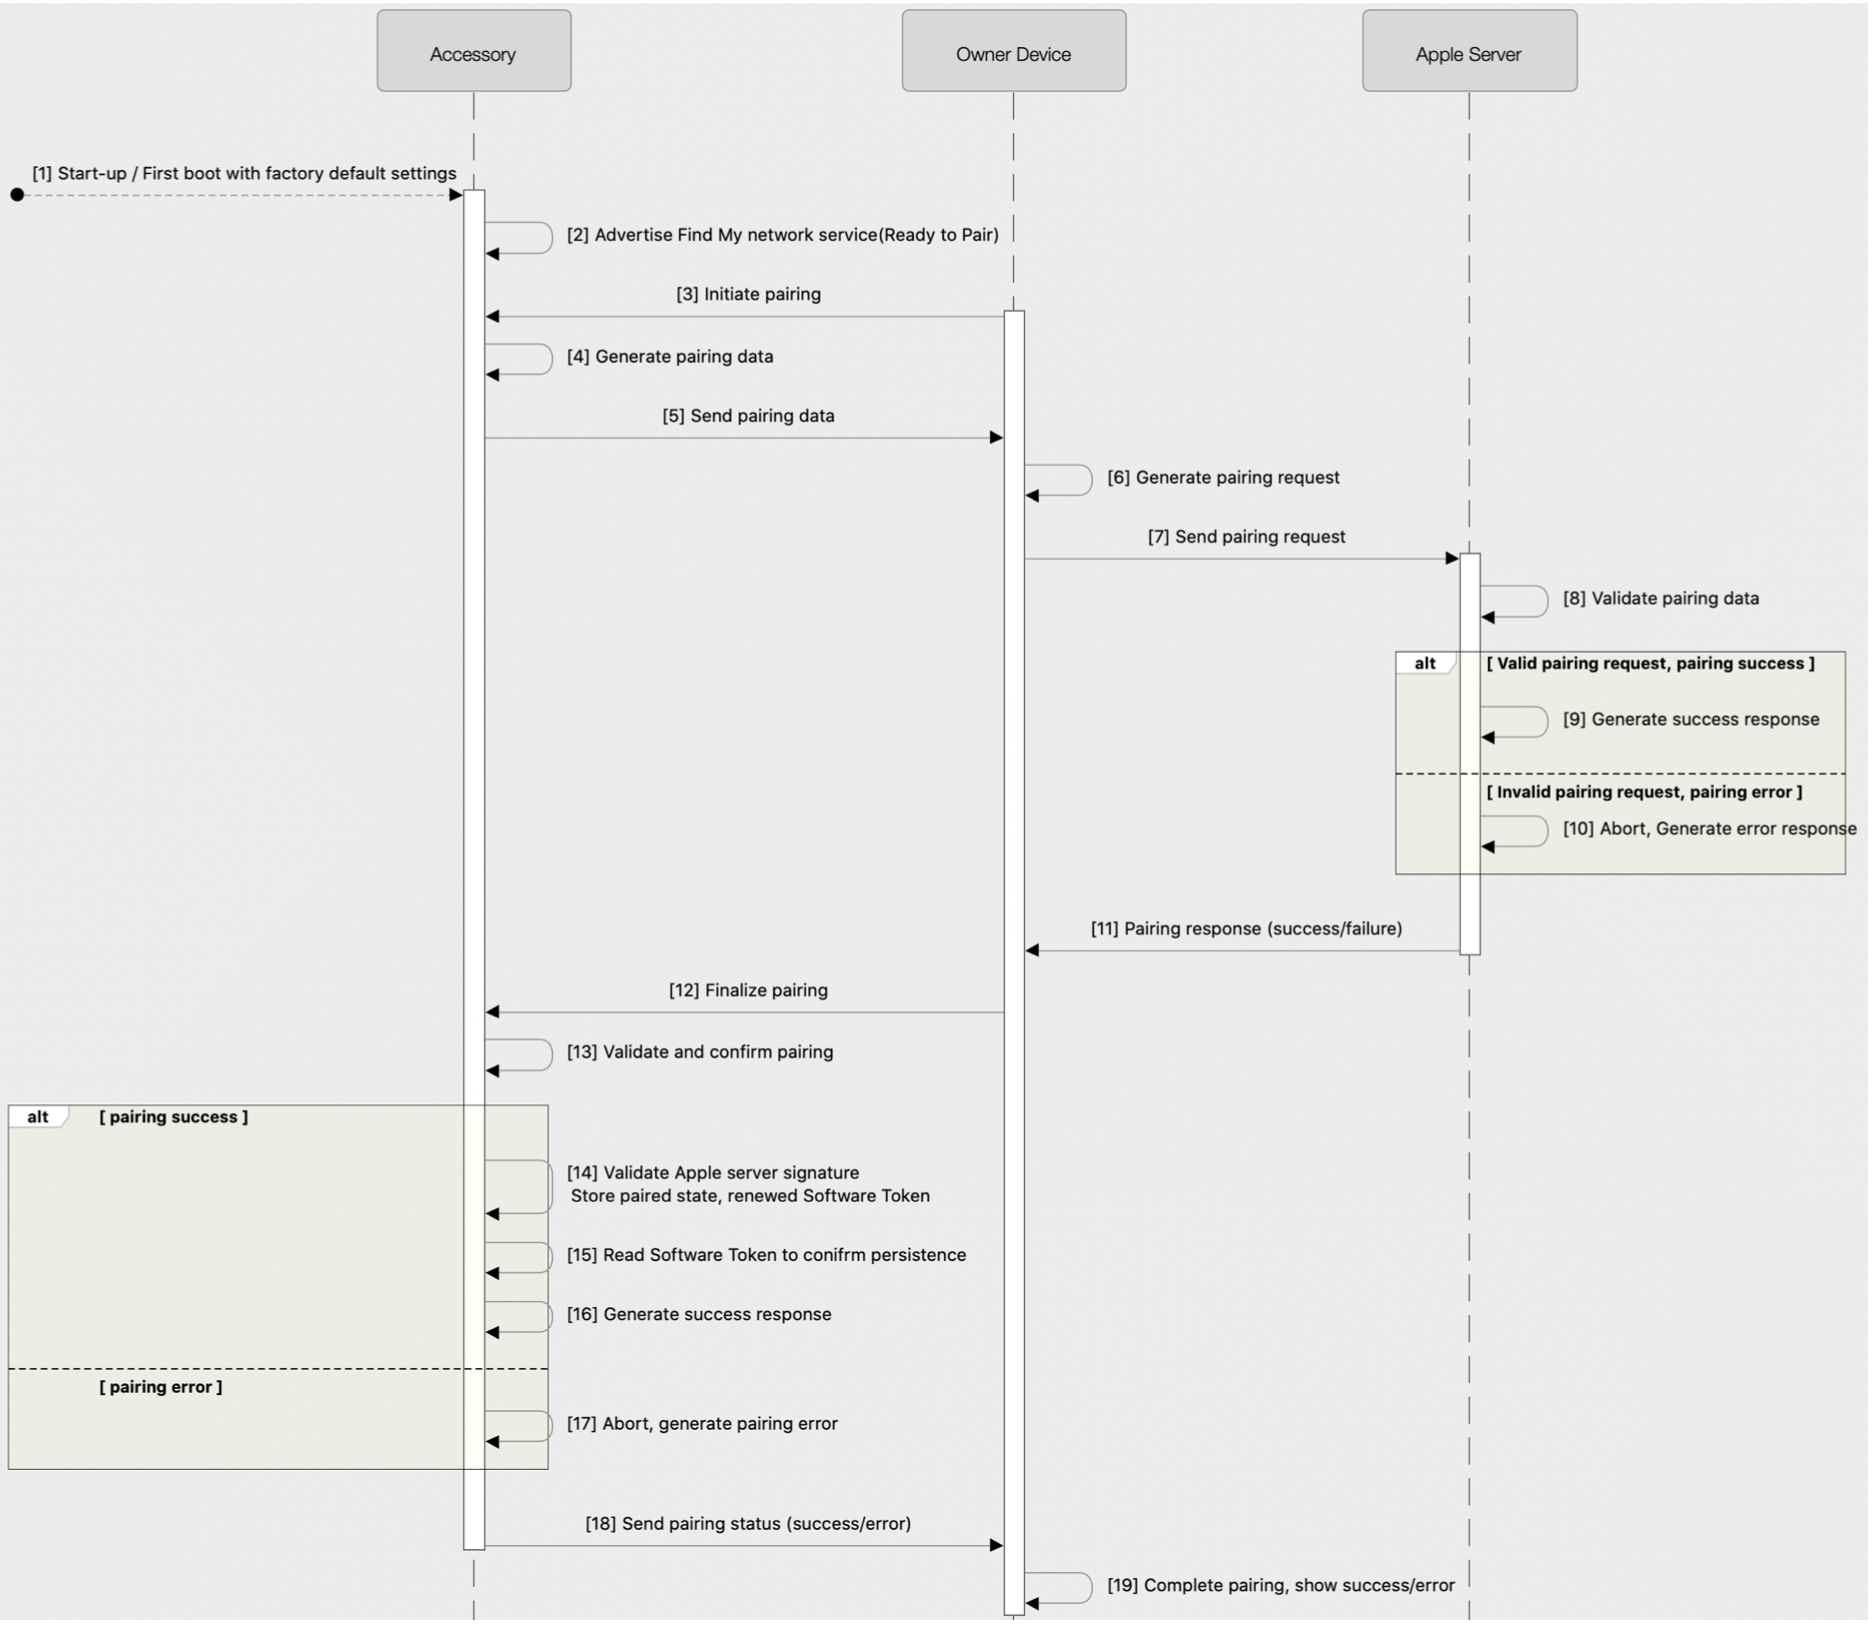 Accessory
Owner Device
Apple Server
[1] Start-up / First boot with factory default settings
[2] Advertise Find My network service(Ready to Pair)
[3] Initiate pairing
[4] Generate pairing data
[5] Send pairing data
[6] Generate pairing request
[7] Send pairing request
[8] Validate pairing data
alt
[ Valid pairing request, pairing success ]
[9] Generate success response
[ Invalid pairing request, pairing error ]
[10] Abort, Generate error response
[11] Pairing response (success/failure)
[12] Finalize pairing
[13] Validate and confirm pairing
alt
[ pairing success ]
[14] Validate Apple server signature
Store paired state, renewed Software Token
[15] Read Software Token to conifrm persistence
[16] Generate success response
[ pairing error ]
[17] Abort, generate pairing error
[18] Send pairing status (success/error)
[19] Complete pairing, show success/error